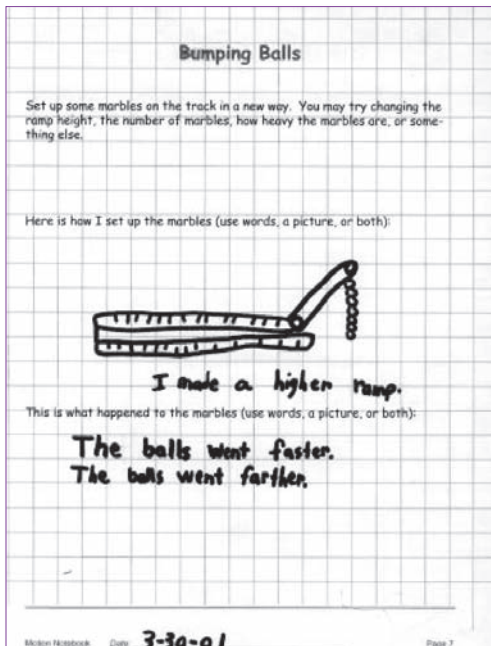 Bumping Balls
Set up some marbles on the track in a new way. You may try changing the
ramp height, the number of marbles, how heavy the marbles are, or some-
thing else.
Here is how I set up the marbles (use words, a picture, or both):
I made a higher ramp.
This is what happened to the marbles (use words, a picture, or both):
The balls went faster.
The balls went farther.
Motion Notebook Date: 3-30-01 Page 7